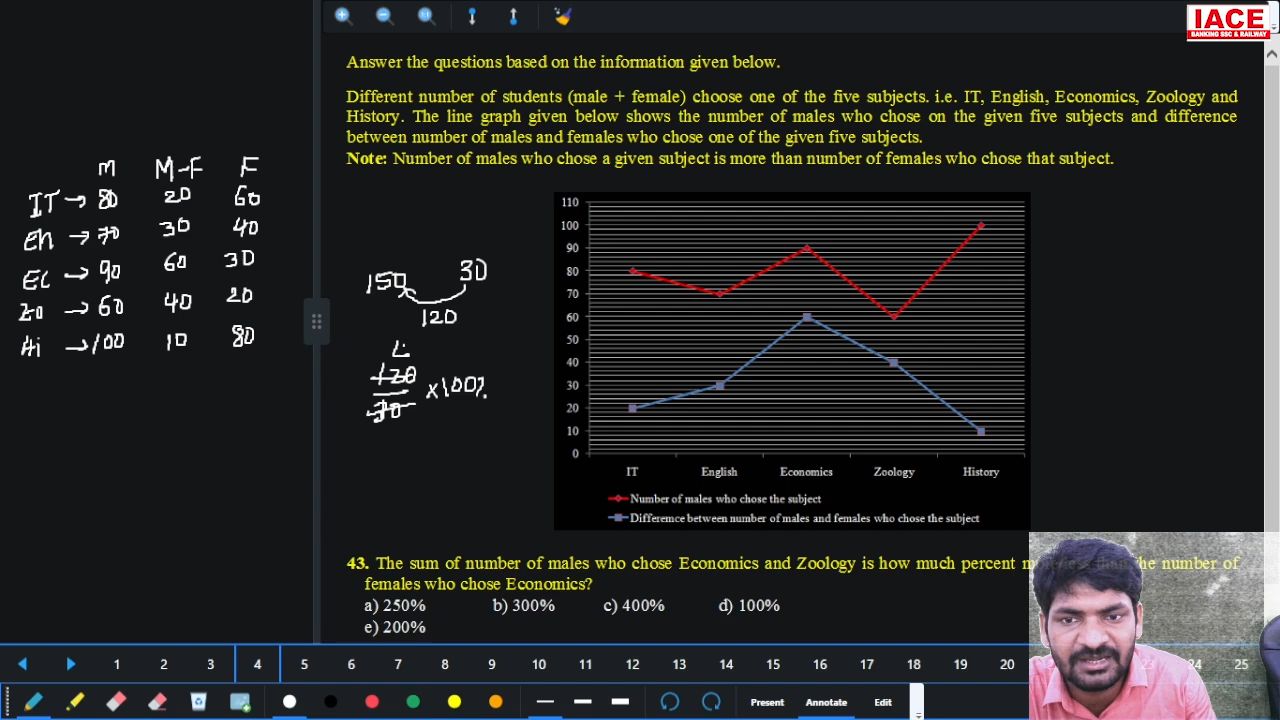 IACE
BANKING SSC & RAILWAY
Answer the questions based on the information given below.
Different number of students (male + female) choose one of the five subjects. i.e. IT, English, Economics, Zoology and
History. The line graph given below shows the number of males who chose on the given five subjects and difference
between number of males and females who chose one of the given five subjects.
Note: Number of males who chose a given subject is more than number of females who chose that subject.
M M-F F
IT → 80 20 60
En → 70 30 40
Ec → 90 60 30
Zo → 60 40 20
Hi → 100 10 80
150 30
120
4
120
30
×100%
110
100
90
80
70
60
50
40
30
20
10
0
IT English Economics Zoology History
Number of males who chose the subject
Difference between number of males and females who chose the subject
43. The sum of number of males who chose Economics and Zoology is how much percent the number of
females who chose Economics?
a) 250% b) 300% c) 400% d) 100%
e) 200%
1 2 3 4 5 6 7 8 9 10 11 12 13 14 15 16 17 18 19 20 24 25
Present Annotate Edit